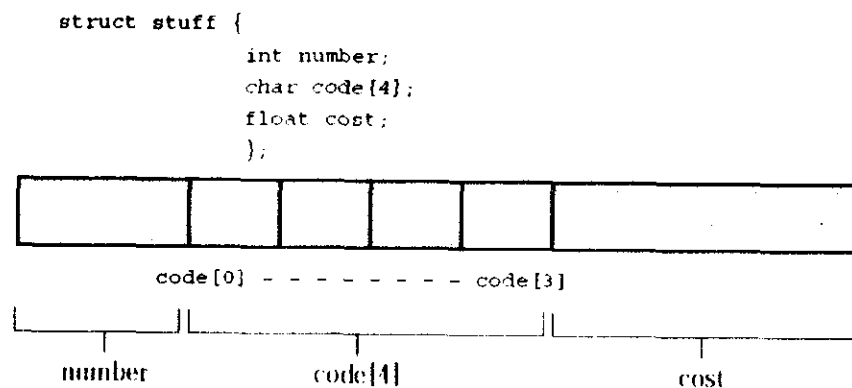 struct stuff {
int number;
char code[4];
float cost;
};
code[0] - - - - - - - - code[3]
number code[4] cost